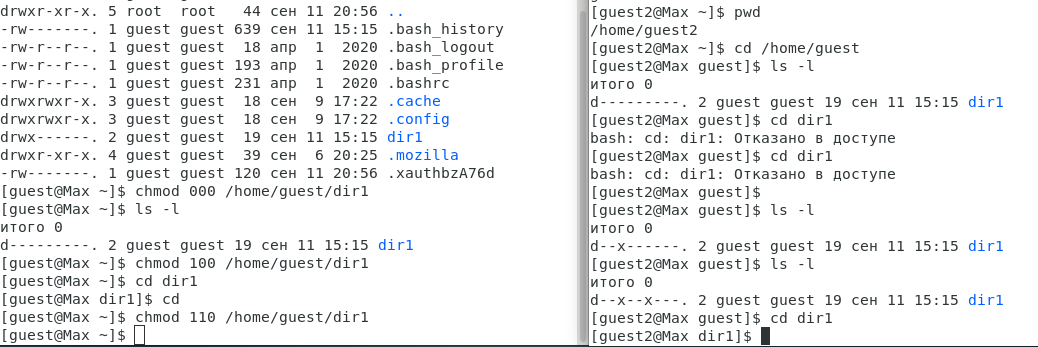 drwxr-xr-x. 5 root  root   44 сен 11 20:56 ..
-rw-------. 1 guest guest 639 сен 11 15:15 .bash_history
-rw-r--r--. 1 guest guest  18 апр  1  2020 .bash_logout
-rw-r--r--. 1 guest guest 193 апр  1  2020 .bash_profile
-rw-r--r--. 1 guest guest 231 апр  1  2020 .bashrc
drwxrwxr-x. 3 guest guest  18 сен  9 17:22 .cache
drwxrwxr-x. 3 guest guest  18 сен  9 17:22 .config
drwx------. 2 guest guest  19 сен 11 15:15 dir1
drwxr-xr-x. 4 guest guest  39 сен  6 20:25 .mozilla
-rw-------. 1 guest guest 120 сен 11 20:56 .xauthbzA76d
[guest@Max ~]$ chmod 000 /home/guest/dir1
[guest@Max ~]$ ls -l
итого 0
d---------. 2 guest guest 19 сен 11 15:15 dir1
[guest@Max ~]$ chmod 100 /home/guest/dir1
[guest@Max ~]$ cd dir1
[guest@Max dir1]$ cd
[guest@Max ~]$ chmod 110 /home/guest/dir1
[guest@Max ~]$
[guest2@Max ~]$ pwd
/home/guest2
[guest2@Max ~]$ cd /home/guest
[guest2@Max guest]$ ls -l
итого 0
d---------. 2 guest guest 19 сен 11 15:15 dir1
[guest2@Max guest]$ cd dir1
bash: cd: dir1: Отказано в доступе
[guest2@Max guest]$ cd dir1
bash: cd: dir1: Отказано в доступе
[guest2@Max guest]$
[guest2@Max guest]$ ls -l
итого 0
d--x------. 2 guest guest 19 сен 11 15:15 dir1
[guest2@Max guest]$ ls -l
итого 0
d--x--x---. 2 guest guest 19 сен 11 15:15 dir1
[guest2@Max guest]$ cd dir1
[guest2@Max dir1]$